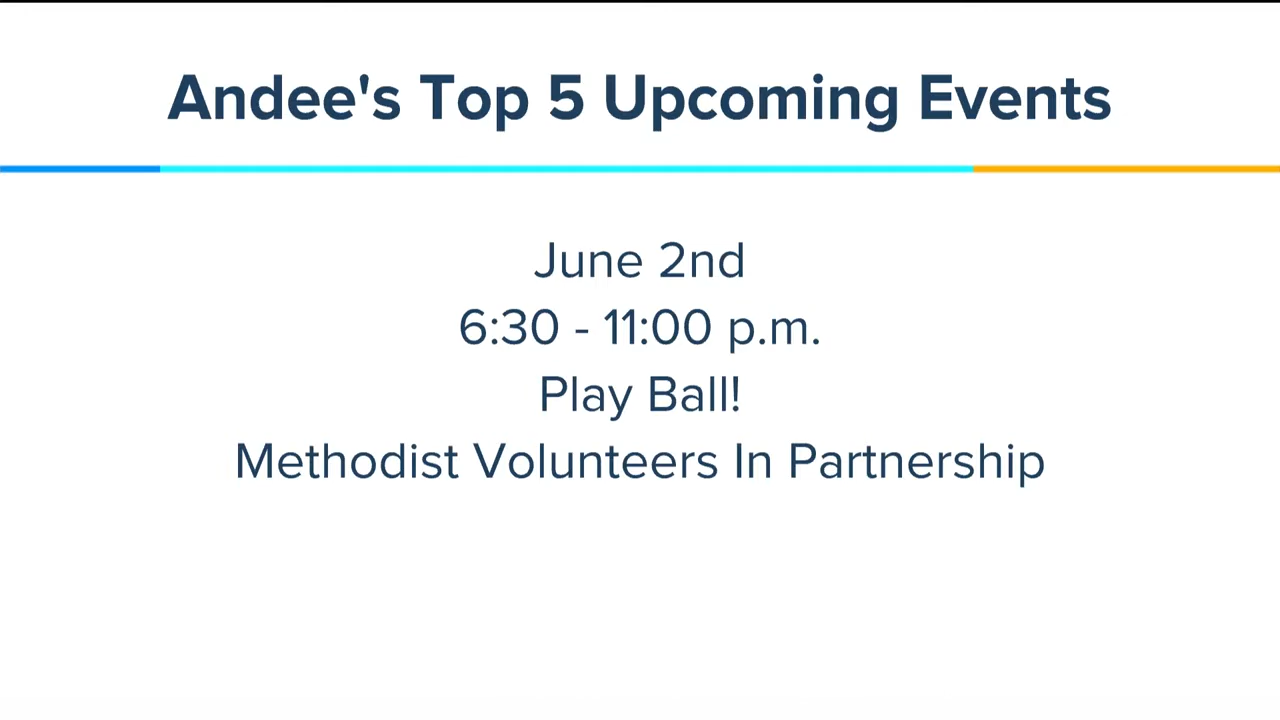 Andee's Top 5 Upcoming Events
June 2nd
6:30 - 11:00 p.m.
Play Ball!
Methodist Volunteers In Partnership